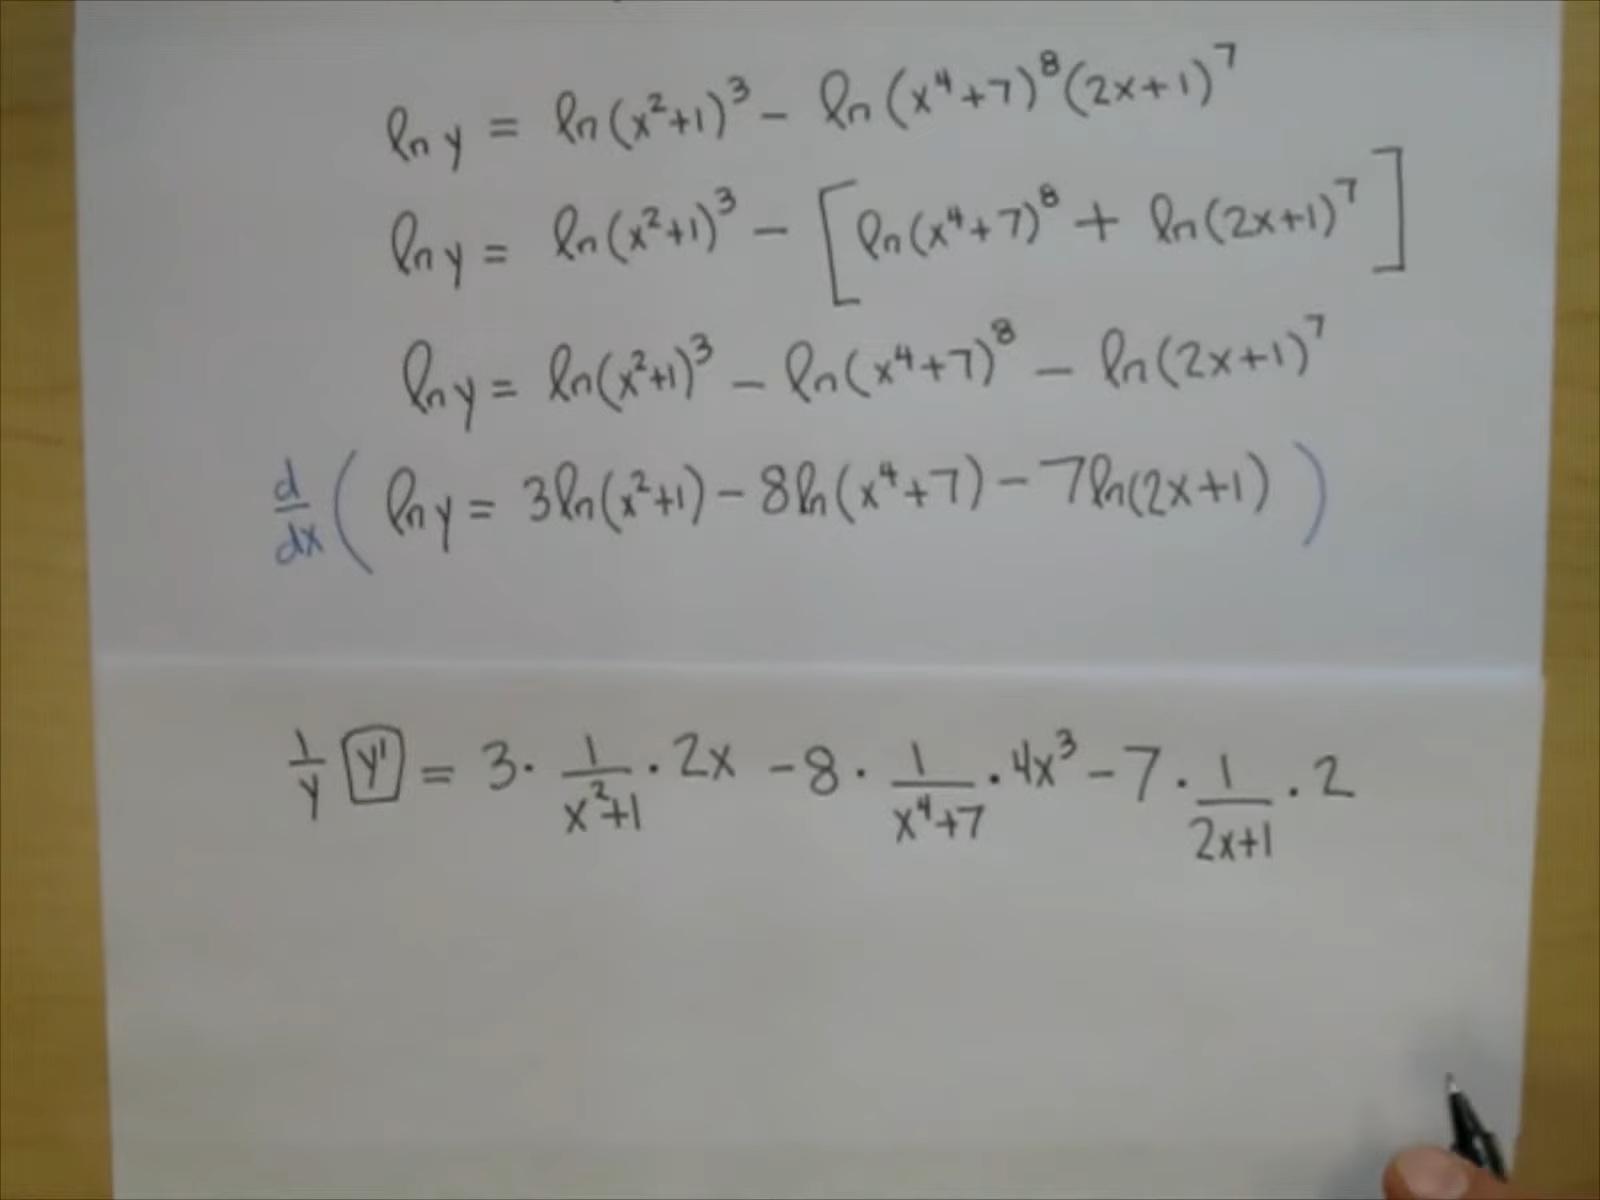 ln y = ln(x²+1)³ − ln(x⁴+7)⁸(2x+1)⁷
ln y = ln(x²+1)³ − [ln(x⁴+7)⁸ + ln(2x+1)⁷]
ln y = ln(x²+1)³ − ln(x⁴+7)⁸ − ln(2x+1)⁷
d/dx ( ln y = 3ln(x²+1) − 8ln(x⁴+7) − 7ln(2x+1) )
1/y y' = 3 · 1/(x²+1) · 2x − 8 · 1/(x⁴+7) · 4x³ − 7 · 1/(2x+1) · 2